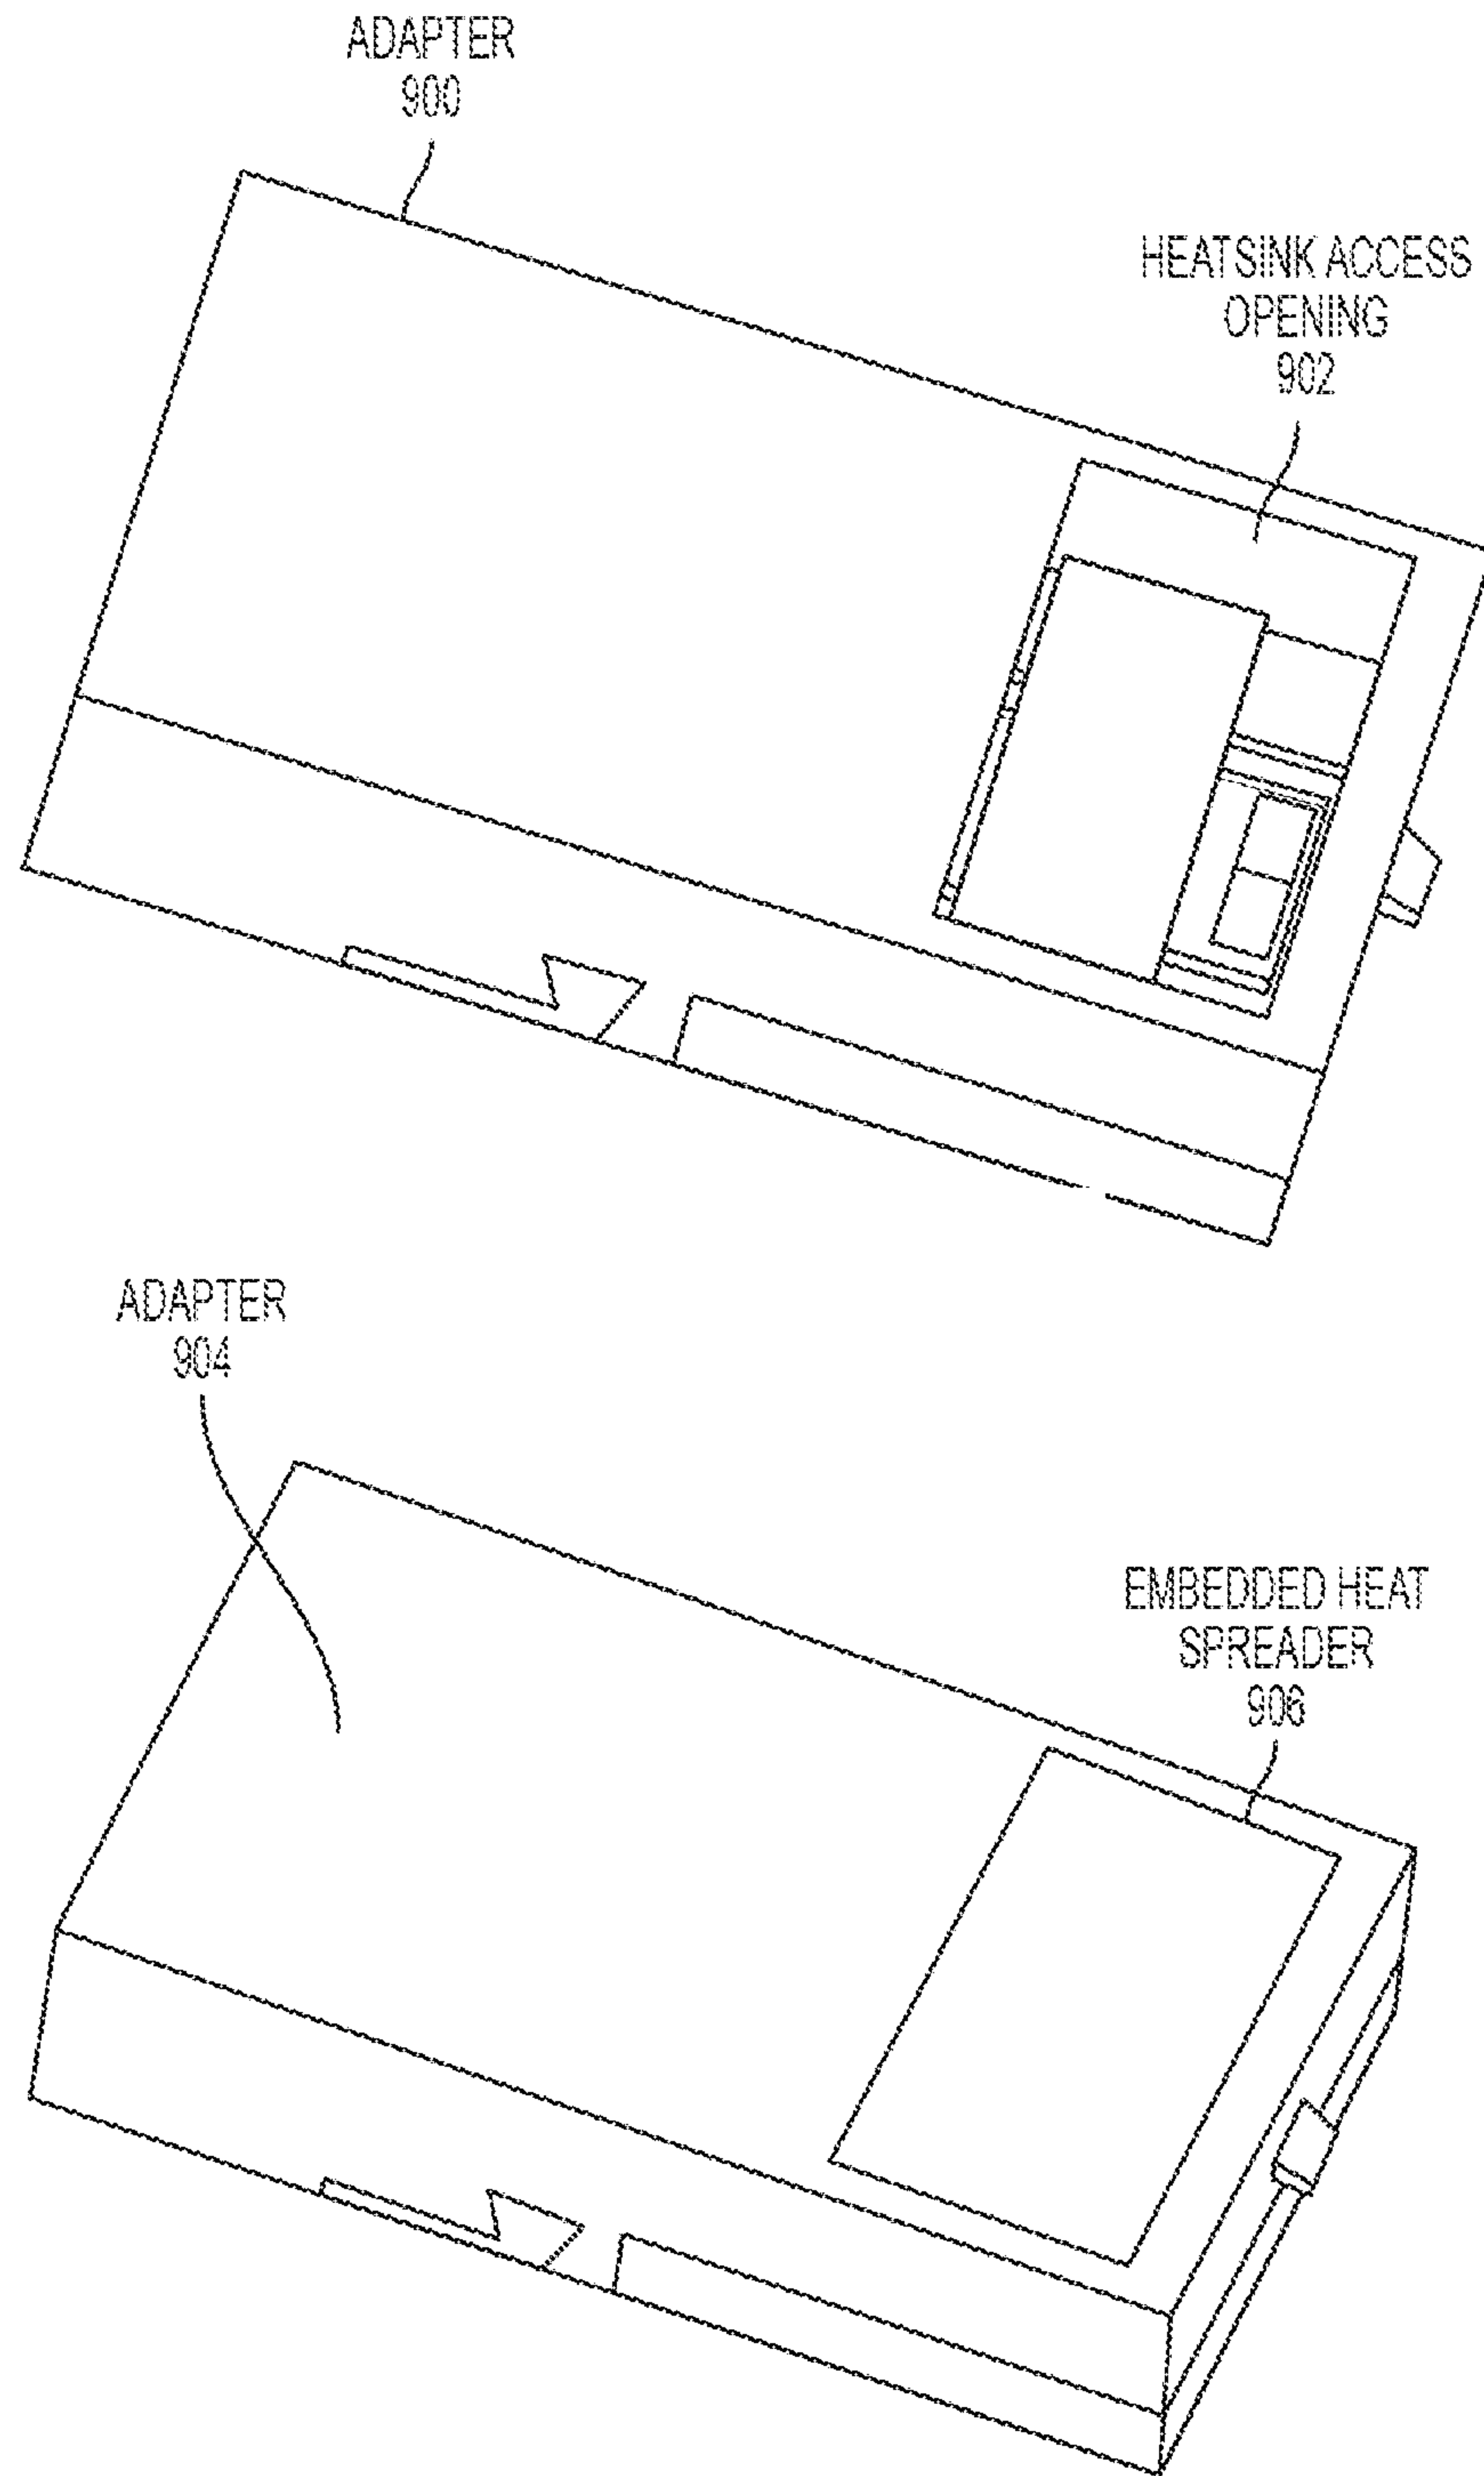 ADAPTER
900
HEATSINK ACCESS
OPENING
902
ADAPTER
904
EMBEDDED HEAT
SPREADER
906